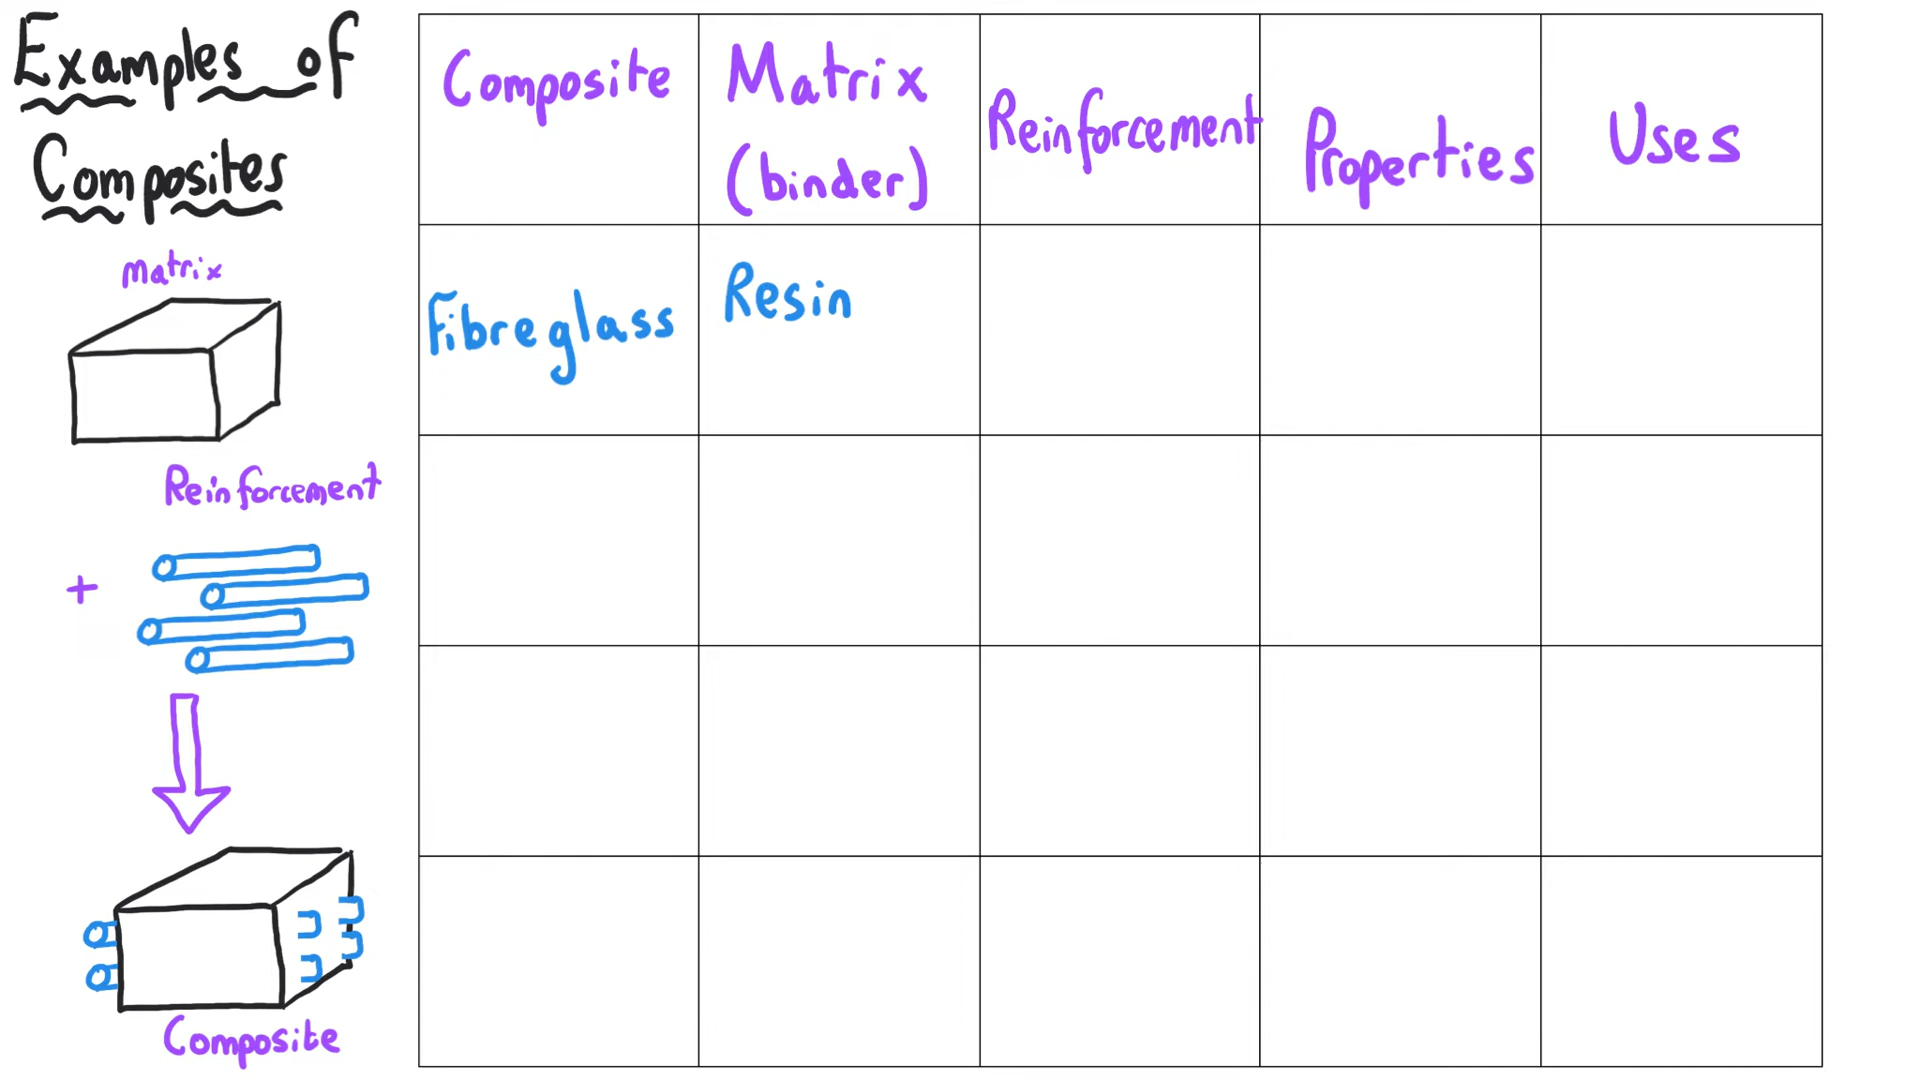 Examples of
Composites
matrix
Reinforcement
+
Composite
Composite
Matrix
(binder)
Reinforcement
Properties
Uses
Fibreglass
Resin